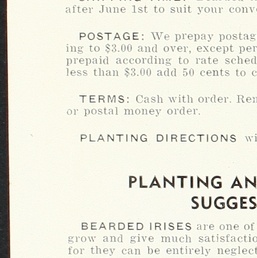 after June 1st to suit your conv
POSTAGE: We prepay postag
ing to $3.00 and over, except per
prepaid according to rate sched
less than $3.00 add 50 cents to c
TERMS: Cash with order. Ren
or postal money order.
PLANTING DIRECTIONS wi
PLANTING AN
SUGGES
BEARDED IRISES are one of
grow and give much satisfactio
for they can be entirely neglect